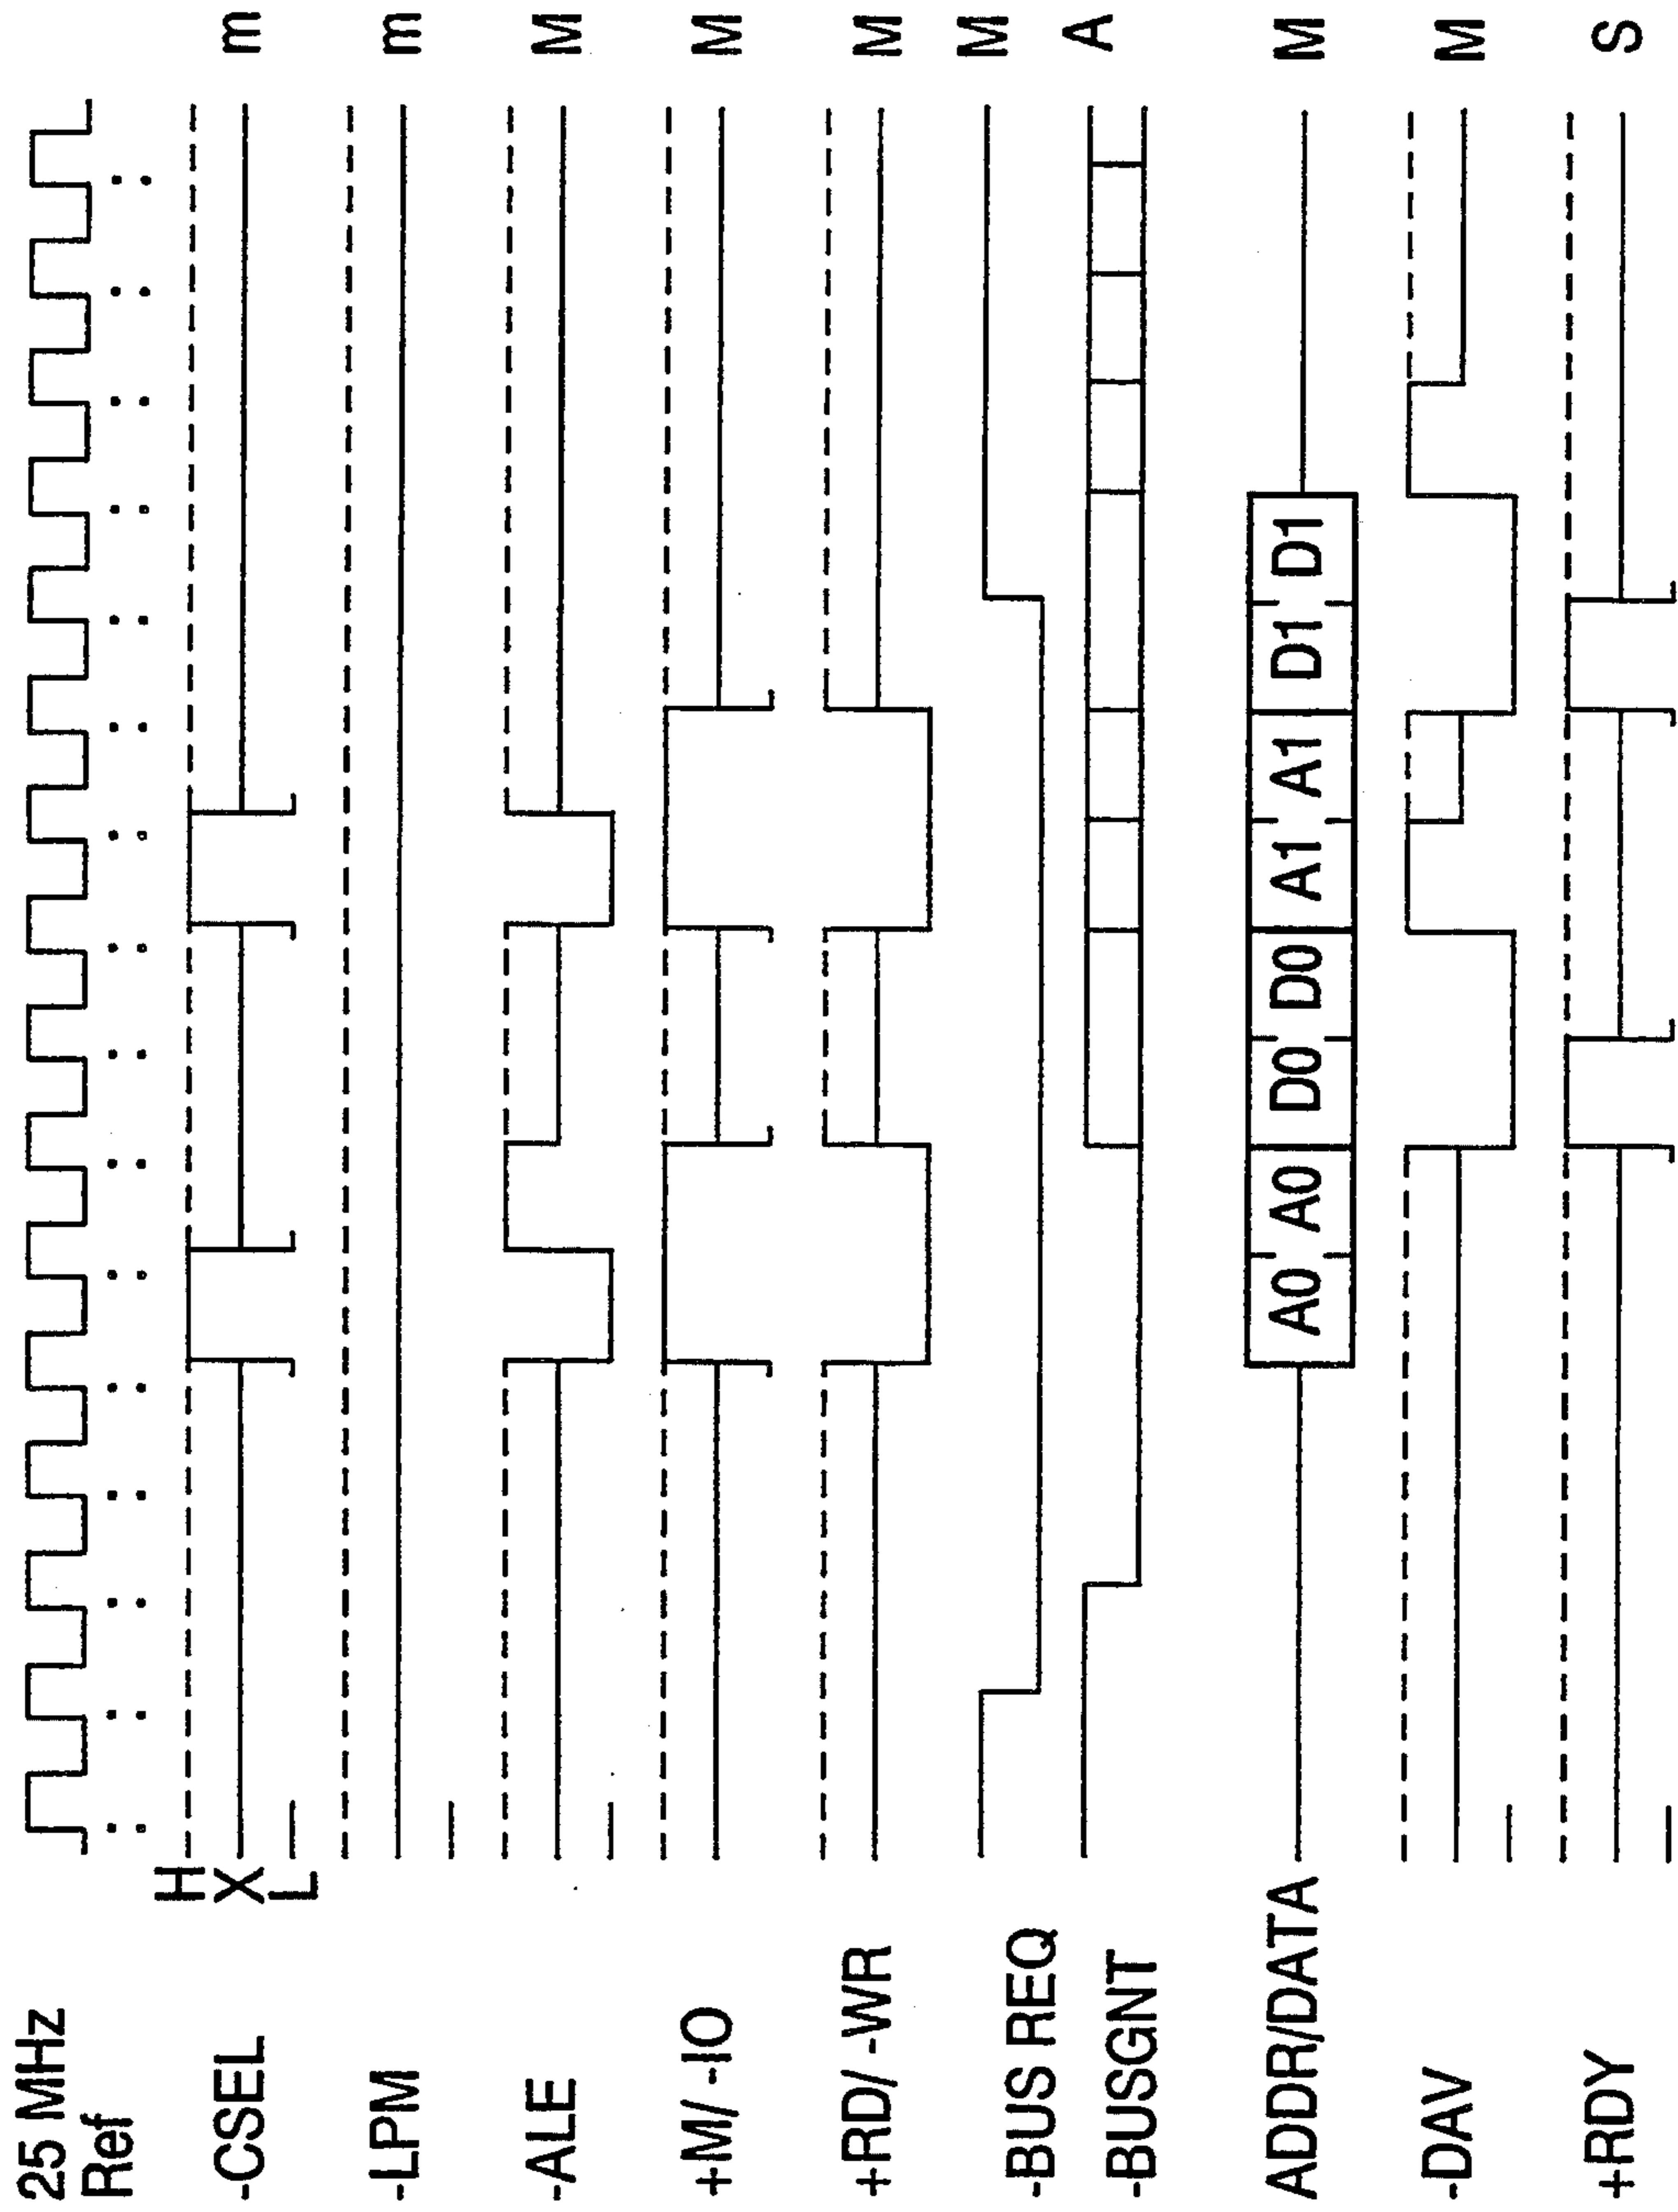 25 MHz
Ref
H
X
L
-CSEL m
-LPM m
-ALE M
+M/ -IO M
+RD/ -WR M
-BUS REQ M
-BUSGNT A
ADDR/DATA A0 A0 D0 D0 A1 A1 D1 D1 M
-DAV M
+RDY S